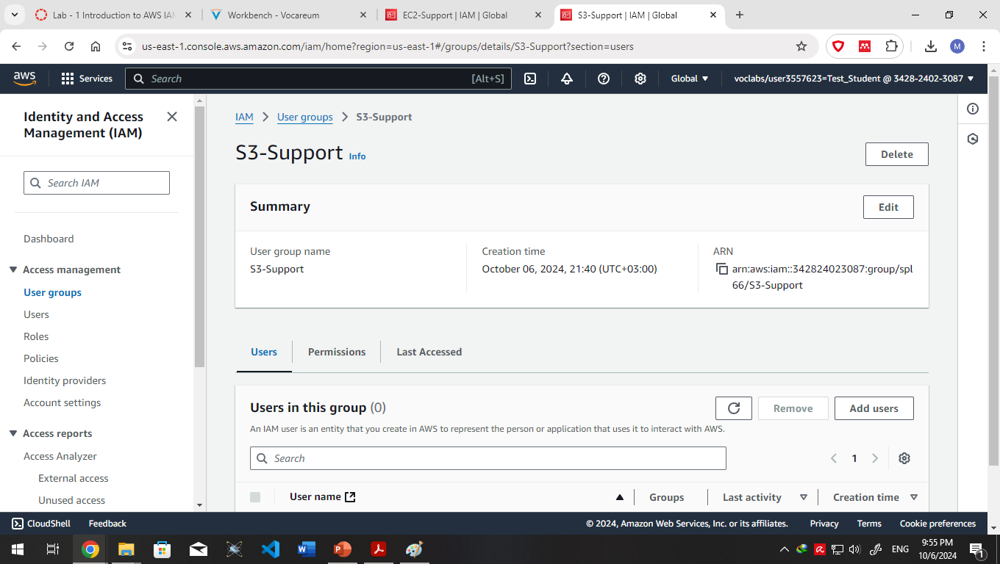 Lab - 1 Introduction to AWS IAM
Workbench - Vocareum
EC2-Support | IAM | Global
S3-Support | IAM | Global
us-east-1.console.aws.amazon.com/iam/home?region=us-east-1#/groups/details/S3-Support?section=users
M
aws
Services
Search
[Alt+S]
Global
voclabs/user3557623=Test_Student @ 3428-2402-3087
Identity and Access
Management (IAM)
Search IAM
Dashboard
Access management
User groups
Users
Roles
Policies
Identity providers
Account settings
Access reports
Access Analyzer
External access
Unused access
IAM > User groups > S3-Support
S3-Support Info
Delete
Summary
Edit
User group name
S3-Support
Creation time
October 06, 2024, 21:40 (UTC+03:00)
ARN
arn:aws:iam::342824023087:group/spl
66/S3-Support
Users
Permissions
Last Accessed
Users in this group (0)
Remove
Add users
An IAM user is an entity that you create in AWS to represent the person or application that uses it to interact with AWS.
Search
1
User name
Groups
Last activity
Creation time
CloudShell
Feedback
© 2024, Amazon Web Services, Inc. or its affiliates.
Privacy
Terms
Cookie preferences
ENG
9:55 PM
10/6/2024
1